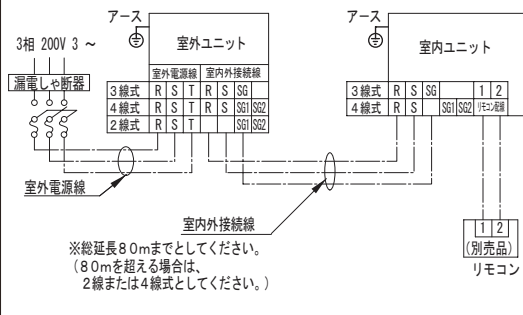 アース
3相 200V 3 ～
漏電しゃ断器
室外ユニット
室外電源線 室内外接続線
3線式 R S T R S SG
4線式 R S T R S SG1 SG2
2線式 R S T SG1 SG2
室外電源線
室内外接続線
※総延長80mまでとしてください。
(80mを超える場合は、
2線または4線式としてください。)
アース
室内ユニット
3線式 R S SG 1 2
4線式 R S SG1 SG2 リモコン配線
1 2
(別売品)
リモコン